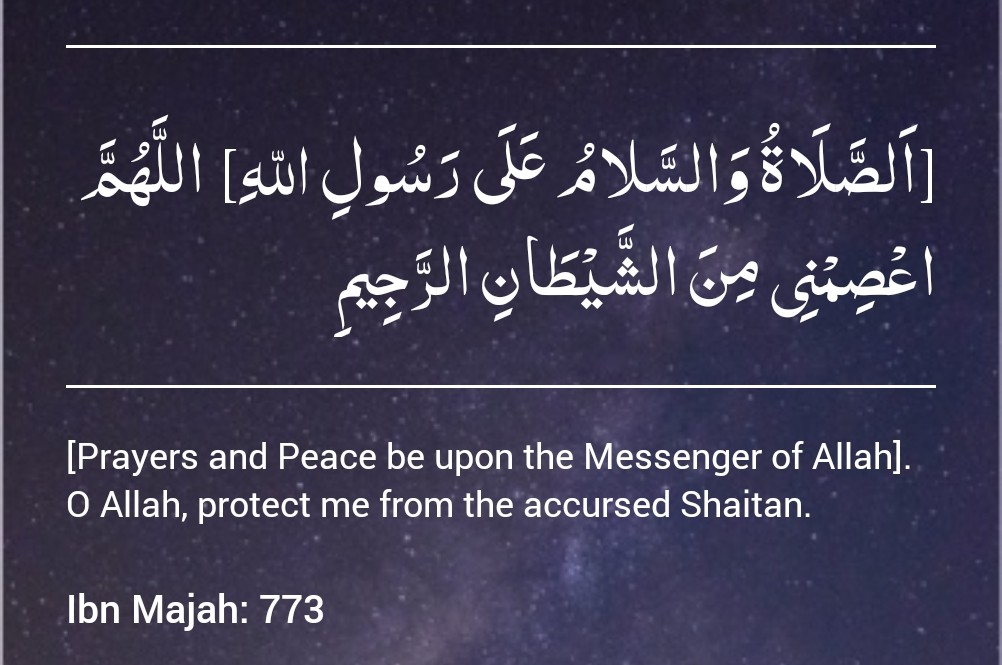 [اَلصَّلَاةُ وَالسَّلامُ عَلَى رَسُولِ اللّهِ] اللَّهُمَّ
اعْصِمْنِي مِنَ الشَّيْطَانِ الرَّجِيمِ
[Prayers and Peace be upon the Messenger of Allah].
O Allah, protect me from the accursed Shaitan.
Ibn Majah: 773